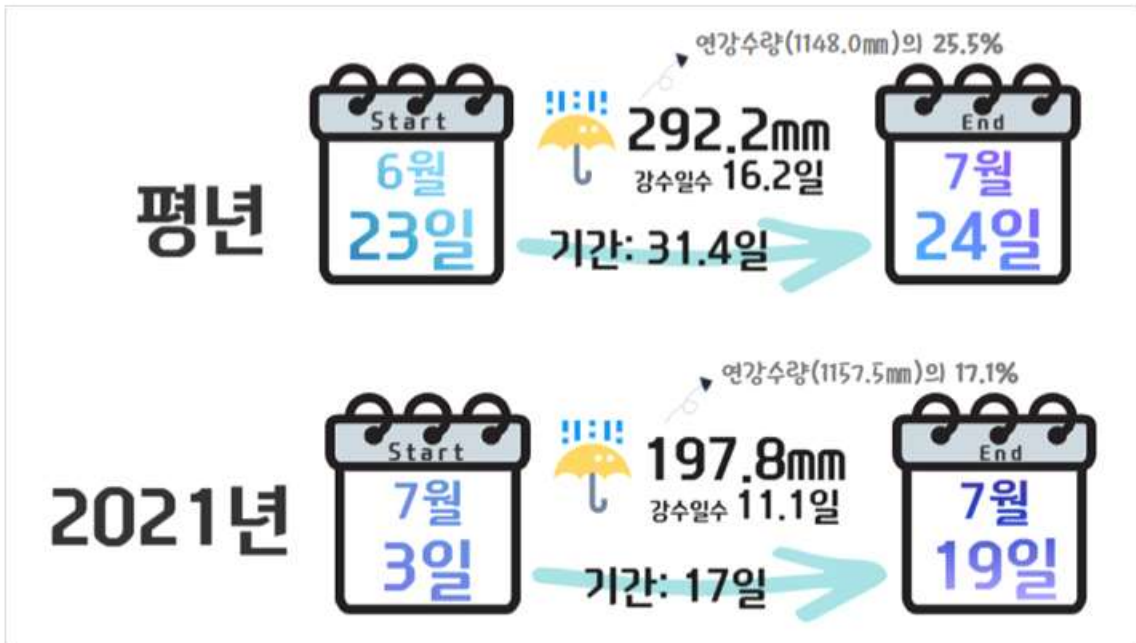 연강수량(1148.0mm)의 25.5%
Start
End
292.2mm
강수일수 16.2일
6월
23일
7월
24일
평년
기간: 31.4일
연강수량(1157.5mm)의 17.1%
Start
End
197.8mm
강수일수 11.1일
7월
3일
7월
19일
2021년
기간: 17일